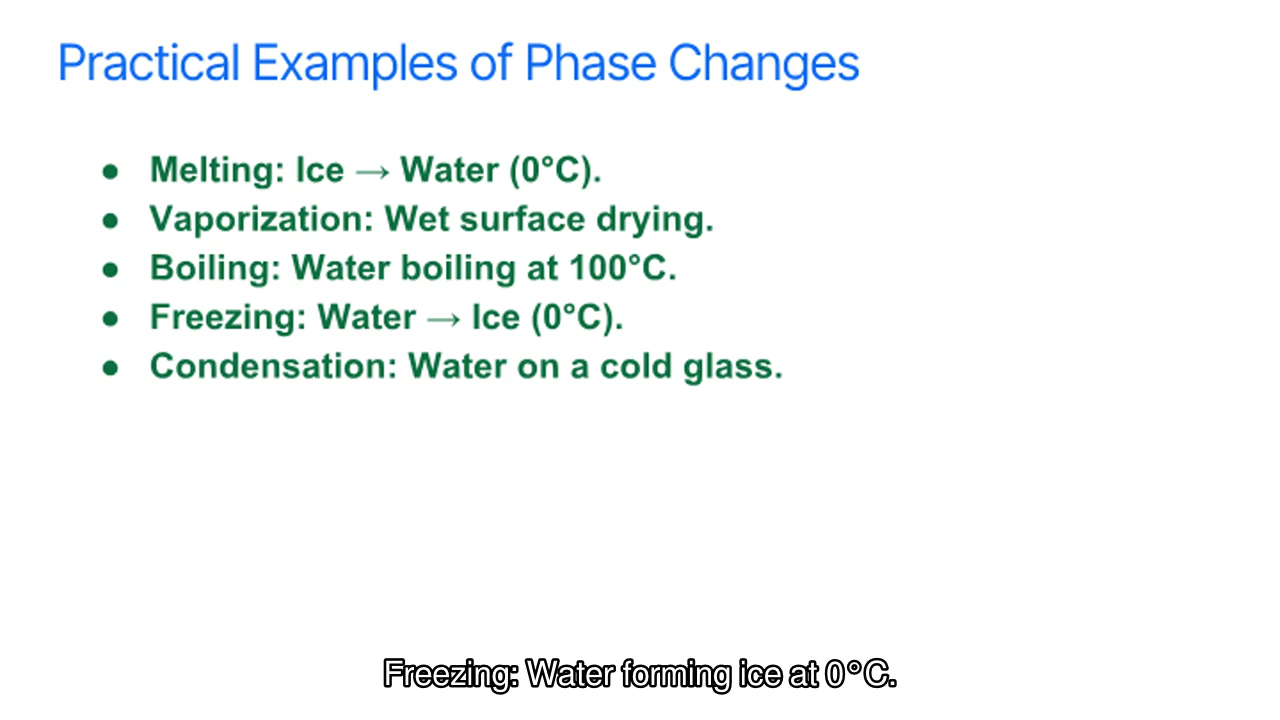 Practical Examples of Phase Changes
● Melting: Ice → Water (0°C).
● Vaporization: Wet surface drying.
● Boiling: Water boiling at 100°C.
● Freezing: Water → Ice (0°C).
● Condensation: Water on a cold glass.
Freezing: Water forming ice at 0°C.